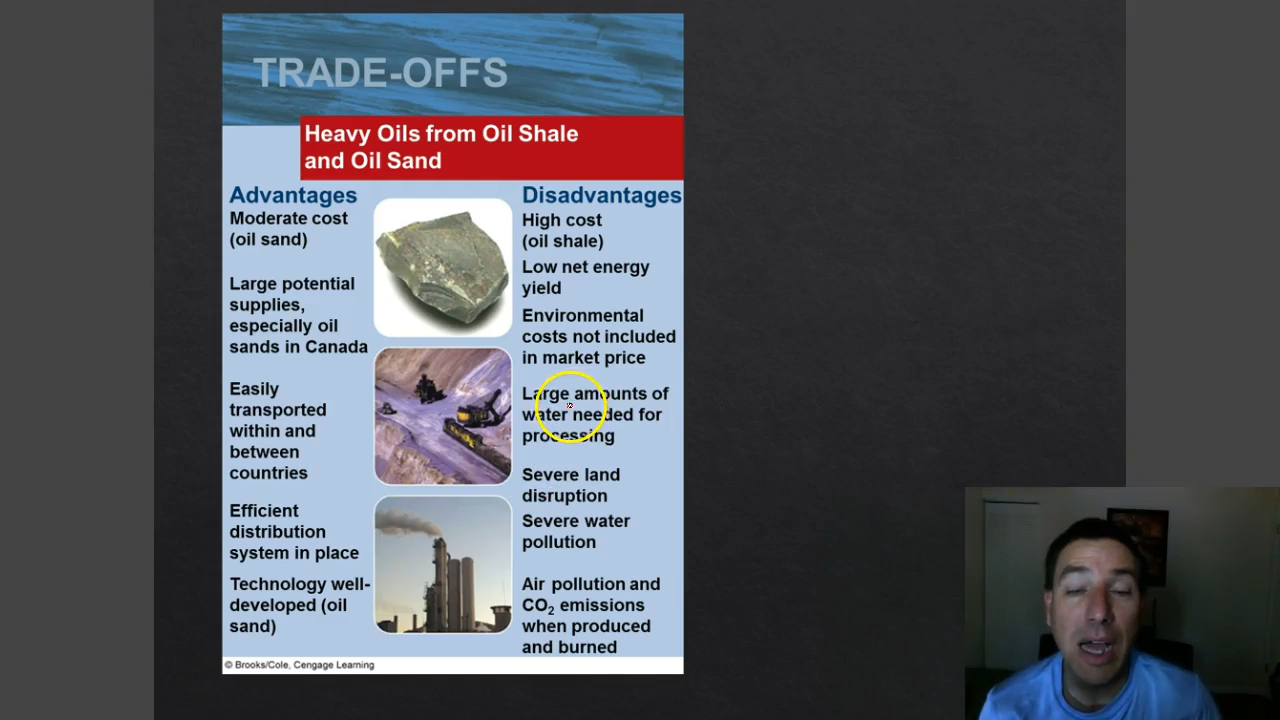 TRADE-OFFS
Heavy Oils from Oil Shale
and Oil Sand
Advantages
Moderate cost
(oil sand)
Large potential
supplies,
especially oil
sands in Canada
Easily
transported
within and
between
countries
Efficient
distribution
system in place
Technology well-
developed (oil
sand)
Disadvantages
High cost
(oil shale)
Low net energy
yield
Environmental
costs not included
in market price
Large amounts of
water needed for
processing
Severe land
disruption
Severe water
pollution
Air pollution and
CO₂ emissions
when produced
and burned
© Brooks/Cole, Cengage Learning